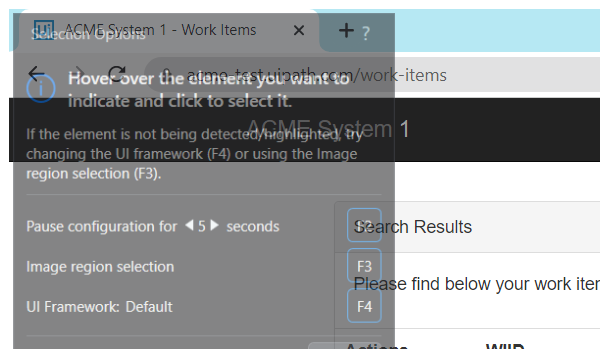 Ui ACME System 1 - Work Items
Selection Options
?
acme-test.uipath.com/work-items
Hover over the element you want to
indicate and click to select it.
ACME System 1
If the element is not being detected/highlighted, try
changing the UI framework (F4) or using the Image
region selection (F3).
Pause configuration for 5 seconds
F2
Search Results
Image region selection
F3
Please find below your work iter
UI Framework: Default
F4
Actions
WIID